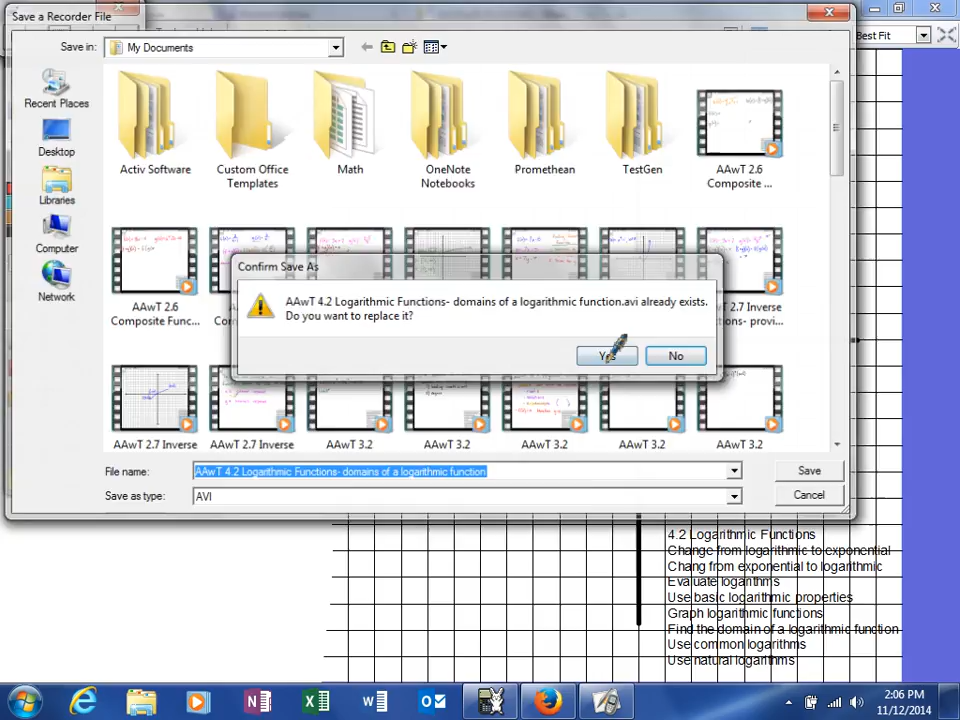 Save a Recorder File
Best Fit
Save in:
My Documents
Recent Places
Desktop
Libraries
Computer
Network
Activ Software
Custom Office
Templates
Math
OneNote
Notebooks
Promethean
TestGen
AAwT 2.6
Composite ...
AAwT 2.6
Composite Func...
2.7 Inverse
ons- provi...
Confirm Save As
AAwT 4.2 Logarithmic Functions- domains of a logarithmic function.avi already exists.
Do you want to replace it?
Yes
No
AAwT 2.7 Inverse
AAwT 2.7 Inverse
AAwT 3.2
AAwT 3.2
AAwT 3.2
AAwT 3.2
AAwT 3.2
File name:
AAwT 4.2 Logarithmic Functions- domains of a logarithmic function
Save
Save as type:
AVI
Cancel
4.2 Logarithmic Functions
Change from logarithmic to exponential
Chang from exponential to logarithmic
Evaluate logarithms
Use basic logarithmic properties
Graph logarithmic functions
Find the domain of a logarithmic function
Use common logarithms
Use natural logarithms
2:06 PM
11/12/2014